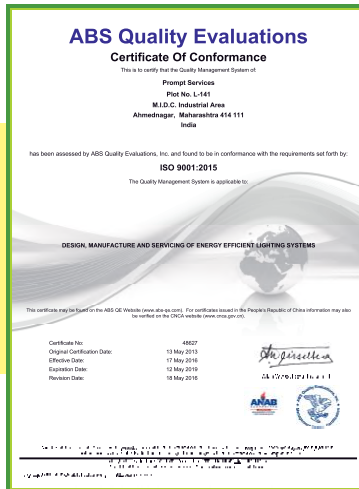 ABS Quality Evaluations
Certificate Of Conformance
This is to certify that the Quality Management System of:
Prompt Services
Plot No. L-141
M.I.D.C. Industrial Area
Ahmednagar, Maharashtra 414 111
India
has been assessed by ABS Quality Evaluations, Inc. and found to be in conformance with the requirements set forth by:
ISO 9001:2015
The Quality Management System is applicable to:
DESIGN, MANUFACTURE AND SERVICING OF ENERGY EFFICIENT LIGHTING SYSTEMS
This certificate may be found on the ABS QE Website (www.abs-qe.com). For certificates issued in the People's Republic of China information may also
be verified on the CNCA website (www.cnca.gov.cn).
Certificate No: 48627
Original Certification Date: 13 May 2013
Effective Date: 17 May 2016
Expiration Date: 12 May 2019
Revision Date: 18 May 2016
ANAB